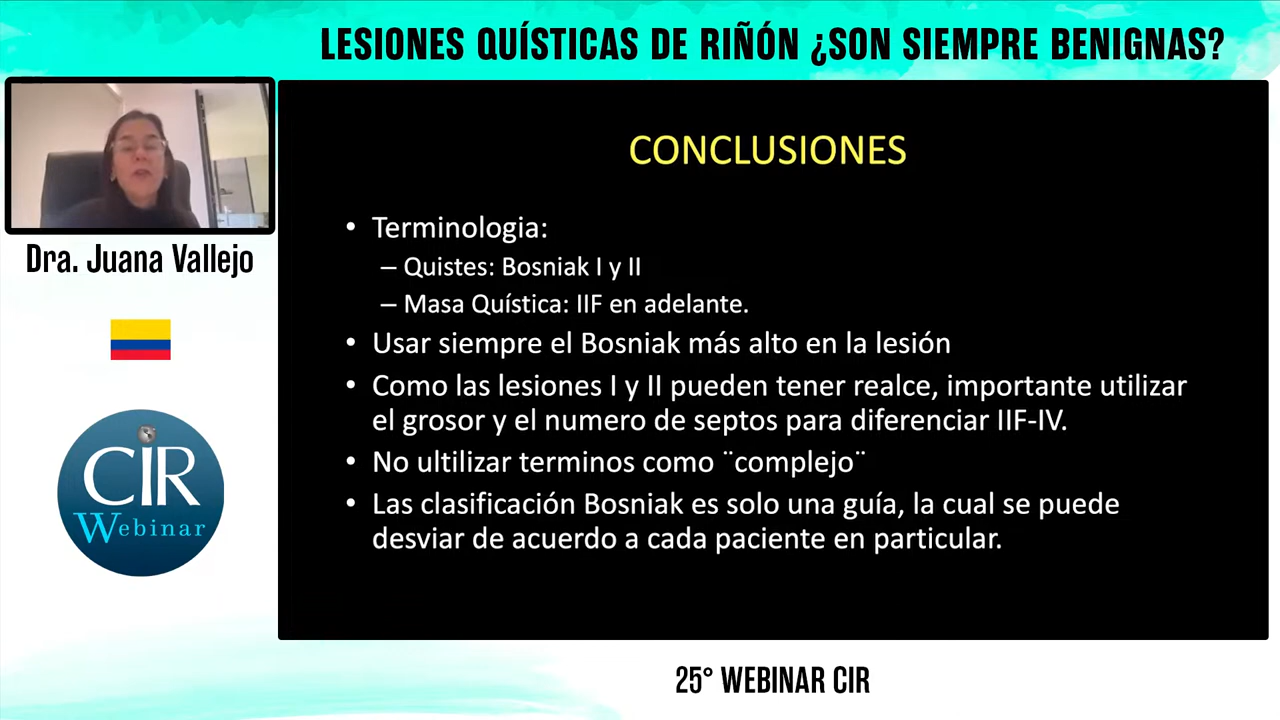 LESIONES QUÍSTICAS DE RIÑÓN ¿SON SIEMPRE BENIGNAS?
Dra. Juana Vallejo
CIR
Webinar
CONCLUSIONES
• Terminologia:
– Quistes: Bosniak I y II
– Masa Quística: IIF en adelante.
• Usar siempre el Bosniak más alto en la lesión
• Como las lesiones I y II pueden tener realce, importante utilizar
el grosor y el numero de septos para diferenciar IIF-IV.
• No ultilizar terminos como ¨complejo¨
• Las clasificación Bosniak es solo una guía, la cual se puede
desviar de acuerdo a cada paciente en particular.
25° WEBINAR CIR